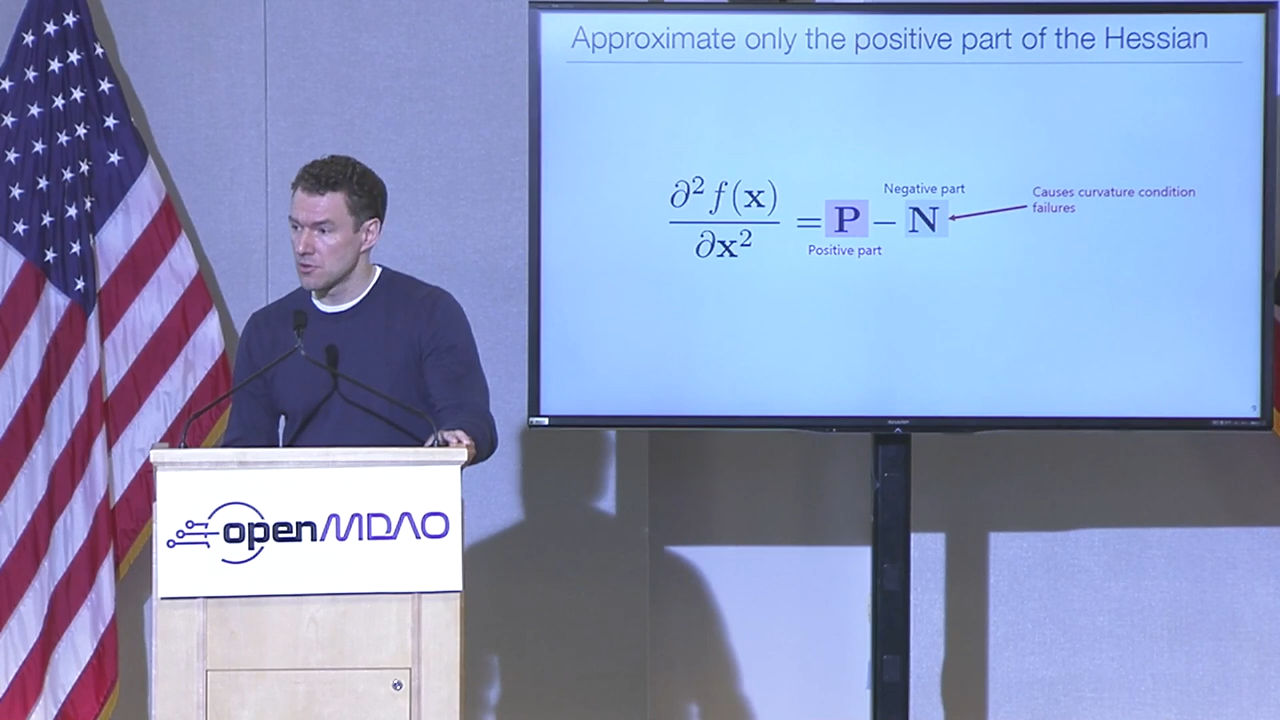 Approximate only the positive part of the Hessian
Negative part
Causes curvature condition
failures
∂²f(x)
∂x²
= P − N
Positive part
openMDAO